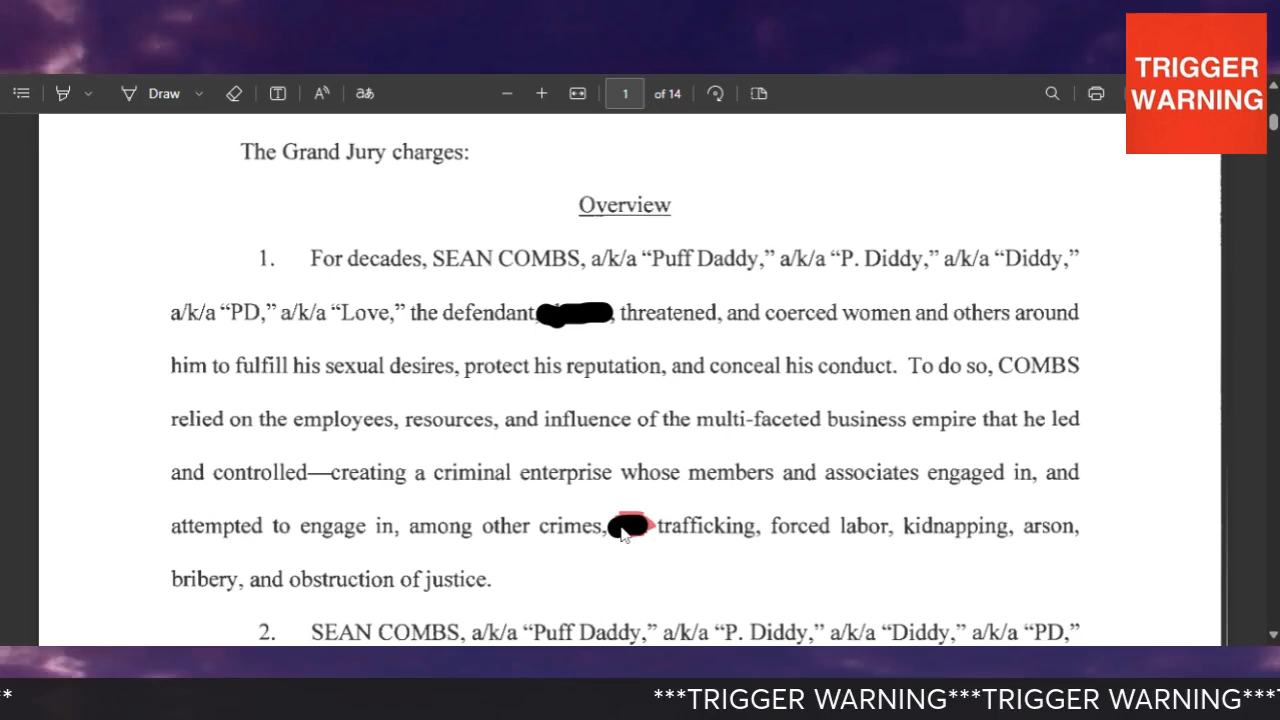 TRIGGER
WARNING
Draw
1 of 14
The Grand Jury charges:
Overview
1. For decades, SEAN COMBS, a/k/a “Puff Daddy,” a/k/a “P. Diddy,” a/k/a “Diddy,”
a/k/a “PD,” a/k/a “Love,” the defendant, threatened, and coerced women and others around
him to fulfill his sexual desires, protect his reputation, and conceal his conduct. To do so, COMBS
relied on the employees, resources, and influence of the multi-faceted business empire that he led
and controlled—creating a criminal enterprise whose members and associates engaged in, and
attempted to engage in, among other crimes, trafficking, forced labor, kidnapping, arson,
bribery, and obstruction of justice.
2. SEAN COMBS, a/k/a “Puff Daddy,” a/k/a “P. Diddy,” a/k/a “Diddy,” a/k/a “PD,”
* ***TRIGGER WARNING***TRIGGER WARNING***